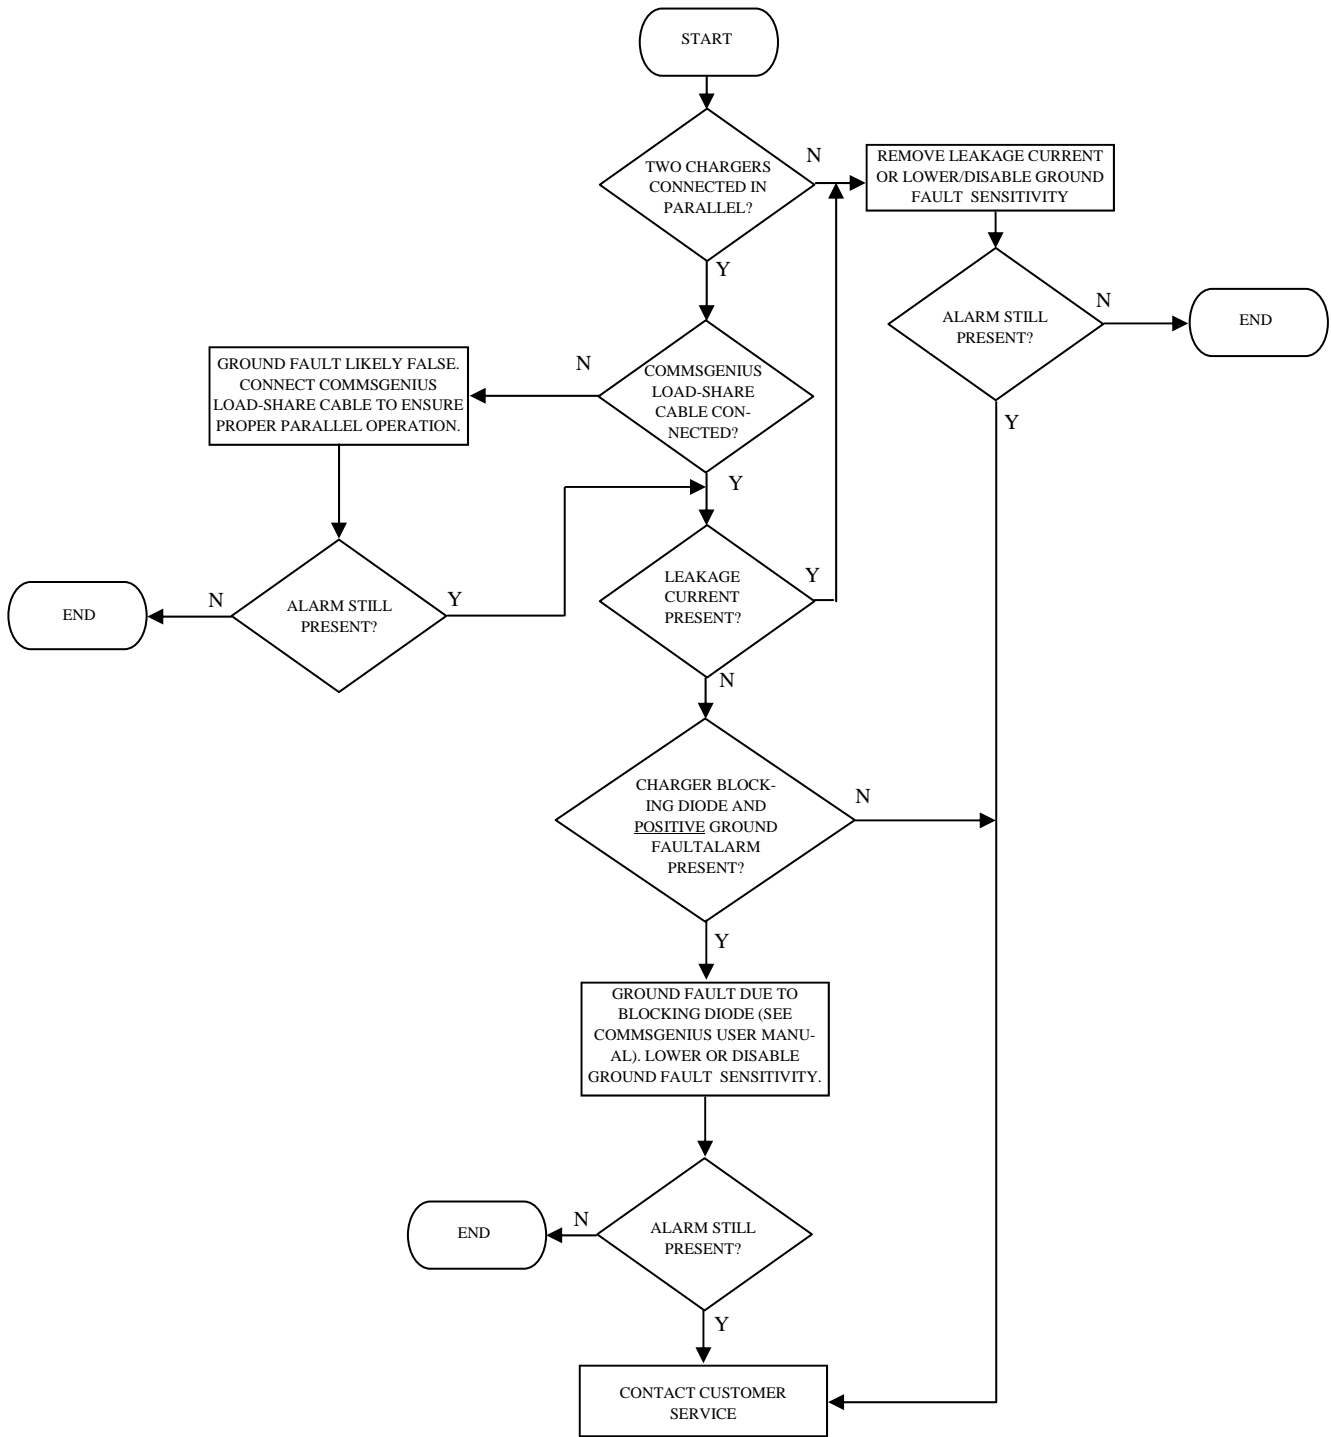 START
TWO CHARGERS
CONNECTED IN
PARALLEL?
N
REMOVE LEAKAGE CURRENT
OR LOWER/DISABLE GROUND
FAULT SENSITIVITY
Y
ALARM STILL
PRESENT?
N
END
Y
COMMSGENIUS
LOAD-SHARE
CABLE CON-
NECTED?
N
GROUND FAULT LIKELY FALSE.
CONNECT COMMSGENIUS
LOAD-SHARE CABLE TO ENSURE
PROPER PARALLEL OPERATION.
Y
ALARM STILL
PRESENT?
N
END
Y
LEAKAGE
CURRENT
PRESENT?
Y
N
CHARGER BLOCK-
ING DIODE AND
POSITIVE GROUND
FAULTALARM
PRESENT?
N
Y
GROUND FAULT DUE TO
BLOCKING DIODE (SEE
COMMSGENIUS USER MANU-
AL). LOWER OR DISABLE
GROUND FAULT SENSITIVITY.
ALARM STILL
PRESENT?
N
END
Y
CONTACT CUSTOMER
SERVICE